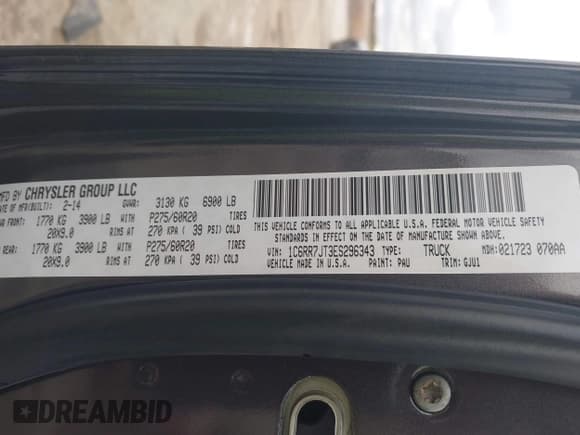 MFD BY CHRYSLER GROUP LLC
DATE OF MFD(BUILT): 2-14 GVWR: 3130 KG 6900 LB
FRONT: 1770 KG 3900 LB WITH P275/60R20 TIRES
20X9.0 RIMS AT 270 KPA ( 39 PSI) COLD
REAR: 1770 KG 3900 LB WITH P275/60R20 TIRES
20X9.0 RIMS AT 270 KPA ( 39 PSI) COLD
THIS VEHICLE CONFORMS TO ALL APPLICABLE U.S.A. FEDERAL MOTOR VEHICLE SAFETY
STANDARDS IN EFFECT ON THE DATE OF MANUFACTURE SHOWN ABOVE.
VIN: 1C6RR7JT3ES296343 TYPE: TRUCK MDH:021723 070AA
VEHICLE MADE IN U.S.A. PAINT: PAU TRIM: GJU1
DREAMBID